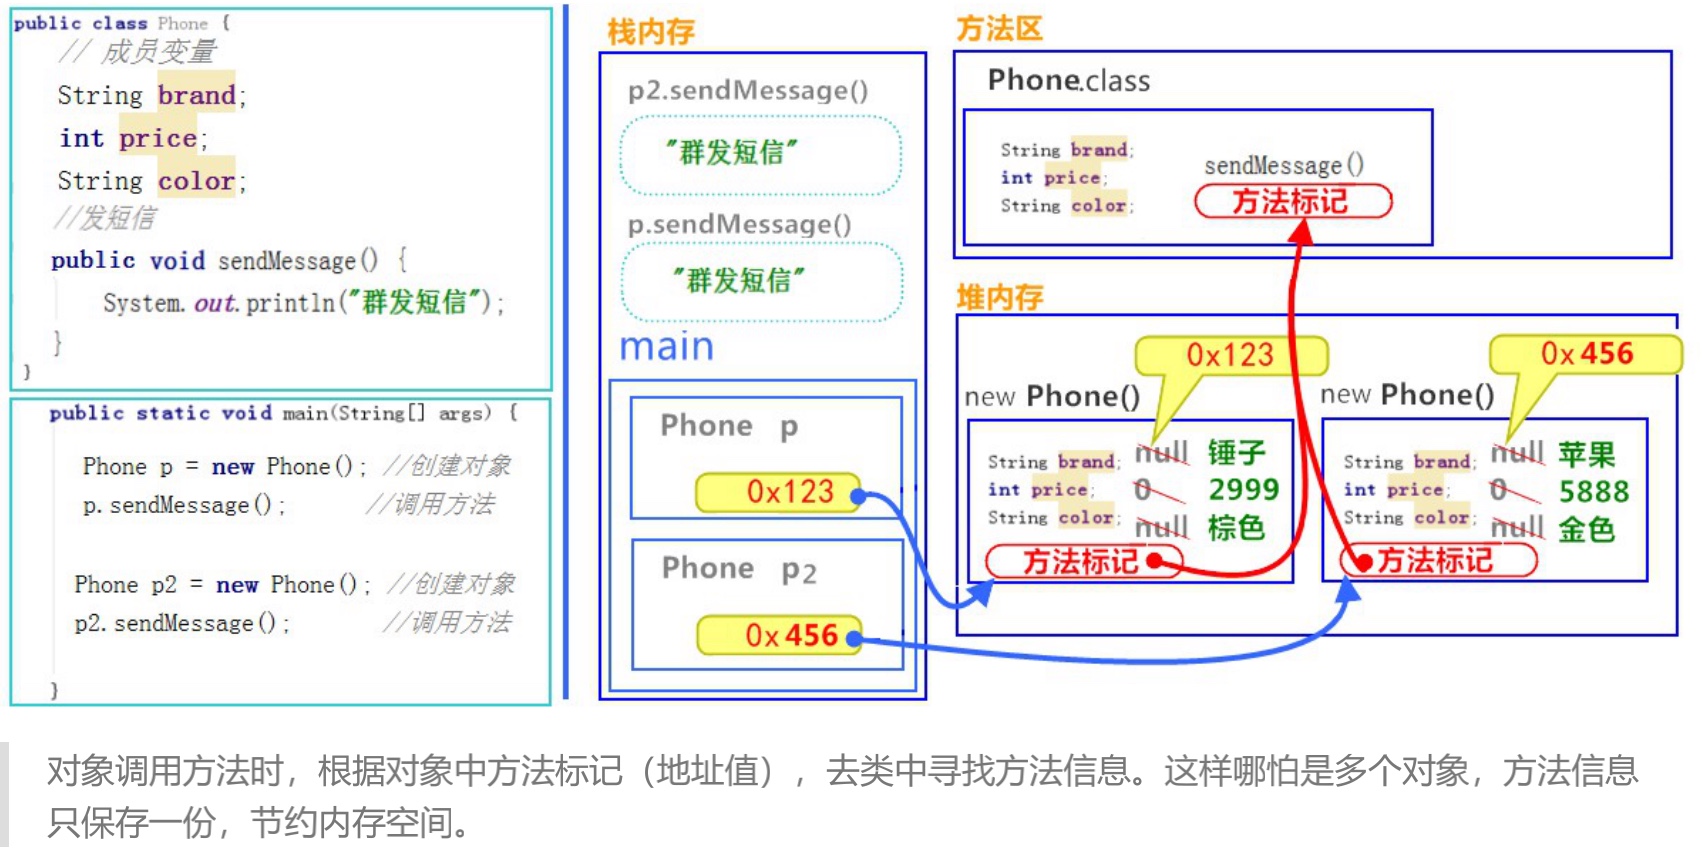 public class Phone {
// 成员变量
String brand;
int price;
String color;
//发短信
public void sendMessage() {
System.out.println("群发短信");
}
}
public static void main(String[] args) {
Phone p = new Phone(); //创建对象
p.sendMessage(); //调用方法
Phone p2 = new Phone(); //创建对象
p2.sendMessage(); //调用方法
}
栈内存
p2.sendMessage()
"群发短信"
p.sendMessage()
"群发短信"
main
Phone p
0x123
Phone p2
0x456
方法区
Phone.class
String brand;
int price;
String color;
sendMessage()
方法标记
堆内存
0x123
new Phone()
String brand; null 锤子
int price; 0 2999
String color; null 棕色
方法标记
0x456
new Phone()
String brand; null 苹果
int price; 0 5888
String color; null 金色
方法标记
对象调用方法时，根据对象中方法标记（地址值），去类中寻找方法信息。这样哪怕是多个对象，方法信息
只保存一份，节约内存空间。